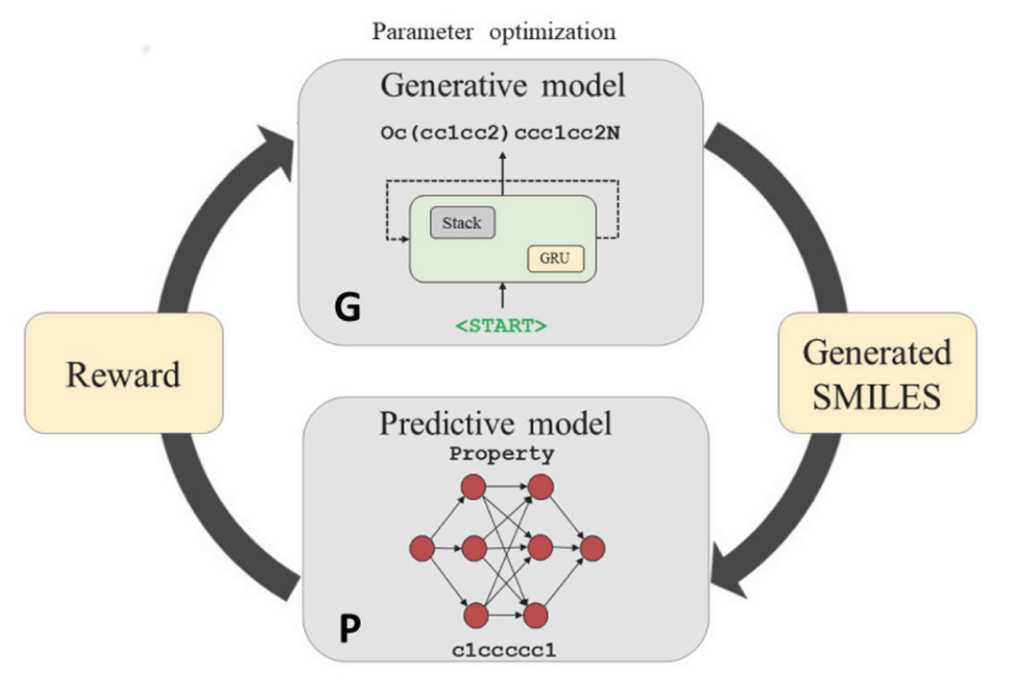 Parameter optimization
Generative model
Oc(cc1cc2)ccc1cc2N
Stack
GRU
G
<START>
Reward
Generated
SMILES
Predictive model
Property
P
c1ccccc1